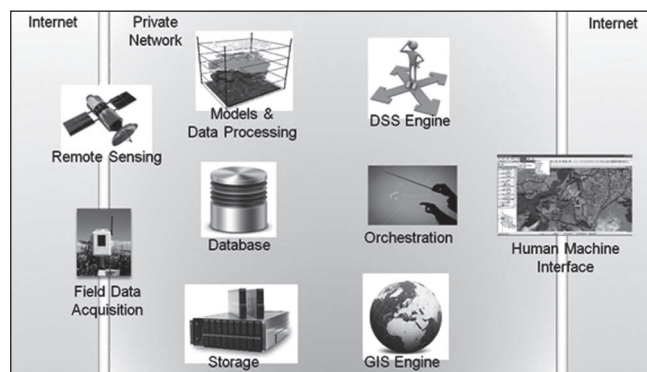 Internet
Private
Network
Internet
Models &
Data Processing
DSS Engine
Remote Sensing
Database
Orchestration
Human Machine
Interface
Field Data
Acquisition
Storage
GIS Engine